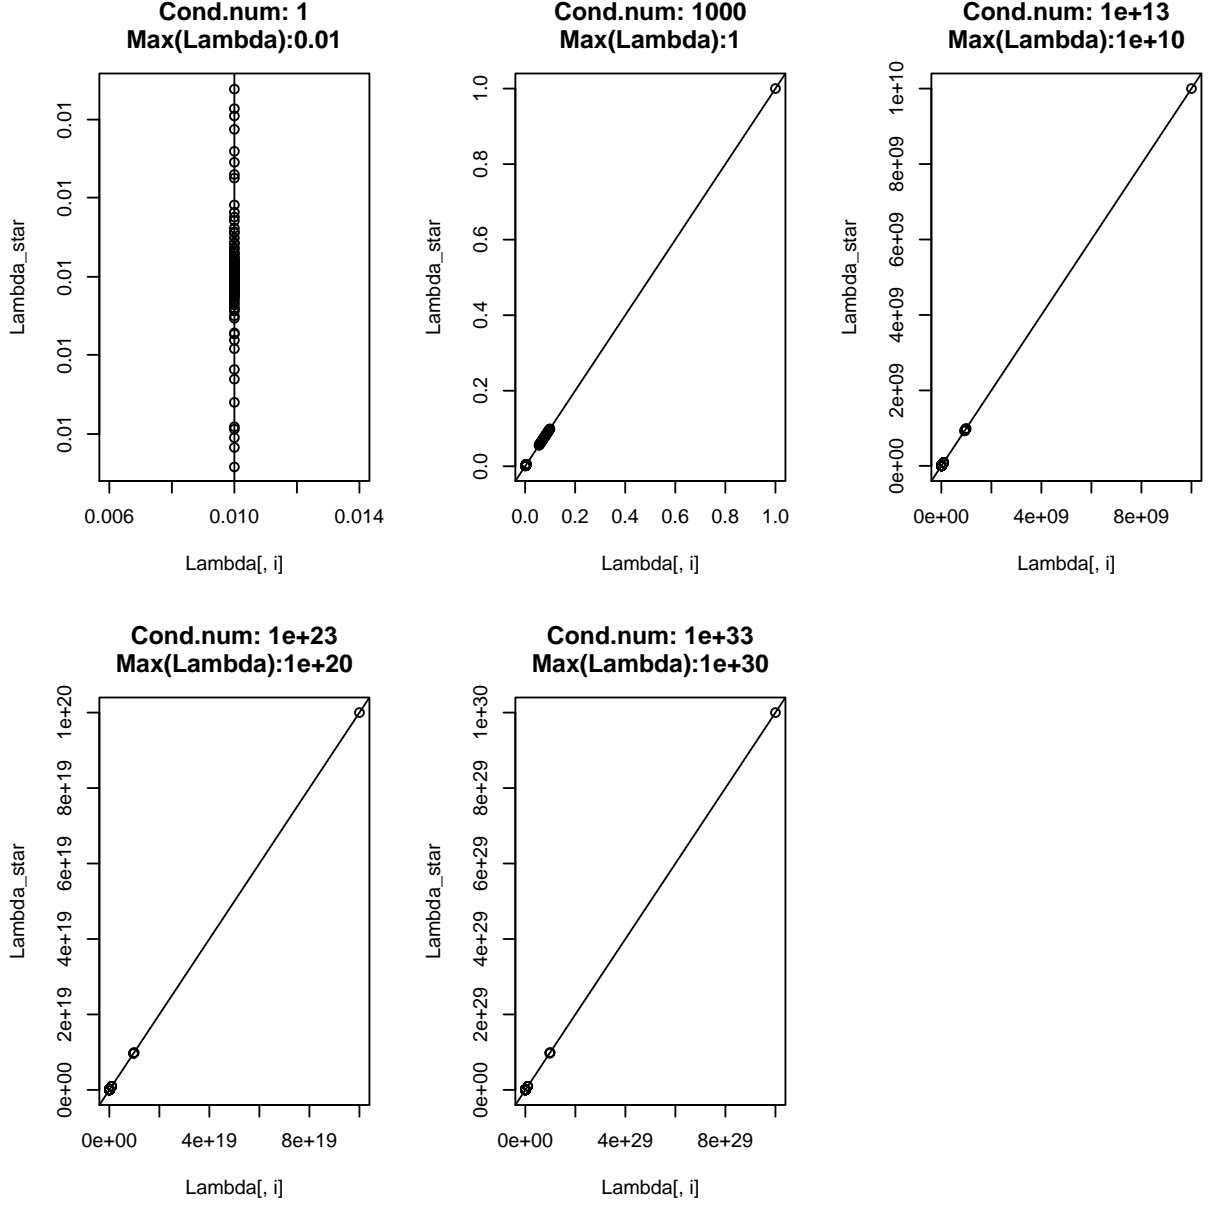 Cond.num: 1
Max(Lambda):0.01
0.01
0.01
0.01
0.01
0.01
Lambda_star
0.006
0.010
0.014
Lambda[, i]
Cond.num: 1000
Max(Lambda):1
1.0
0.8
0.6
0.4
0.2
0.0
Lambda_star
0.0 0.2 0.4 0.6 0.8 1.0
Lambda[, i]
Cond.num: 1e+13
Max(Lambda):1e+10
1e+10
8e+09
6e+09
4e+09
2e+09
0e+00
Lambda_star
0e+00 4e+09 8e+09
Lambda[, i]
Cond.num: 1e+23
Max(Lambda):1e+20
1e+20
8e+19
6e+19
4e+19
2e+19
0e+00
Lambda_star
0e+00 4e+19 8e+19
Lambda[, i]
Cond.num: 1e+33
Max(Lambda):1e+30
1e+30
8e+29
6e+29
4e+29
2e+29
0e+00
Lambda_star
0e+00 4e+29 8e+29
Lambda[, i]